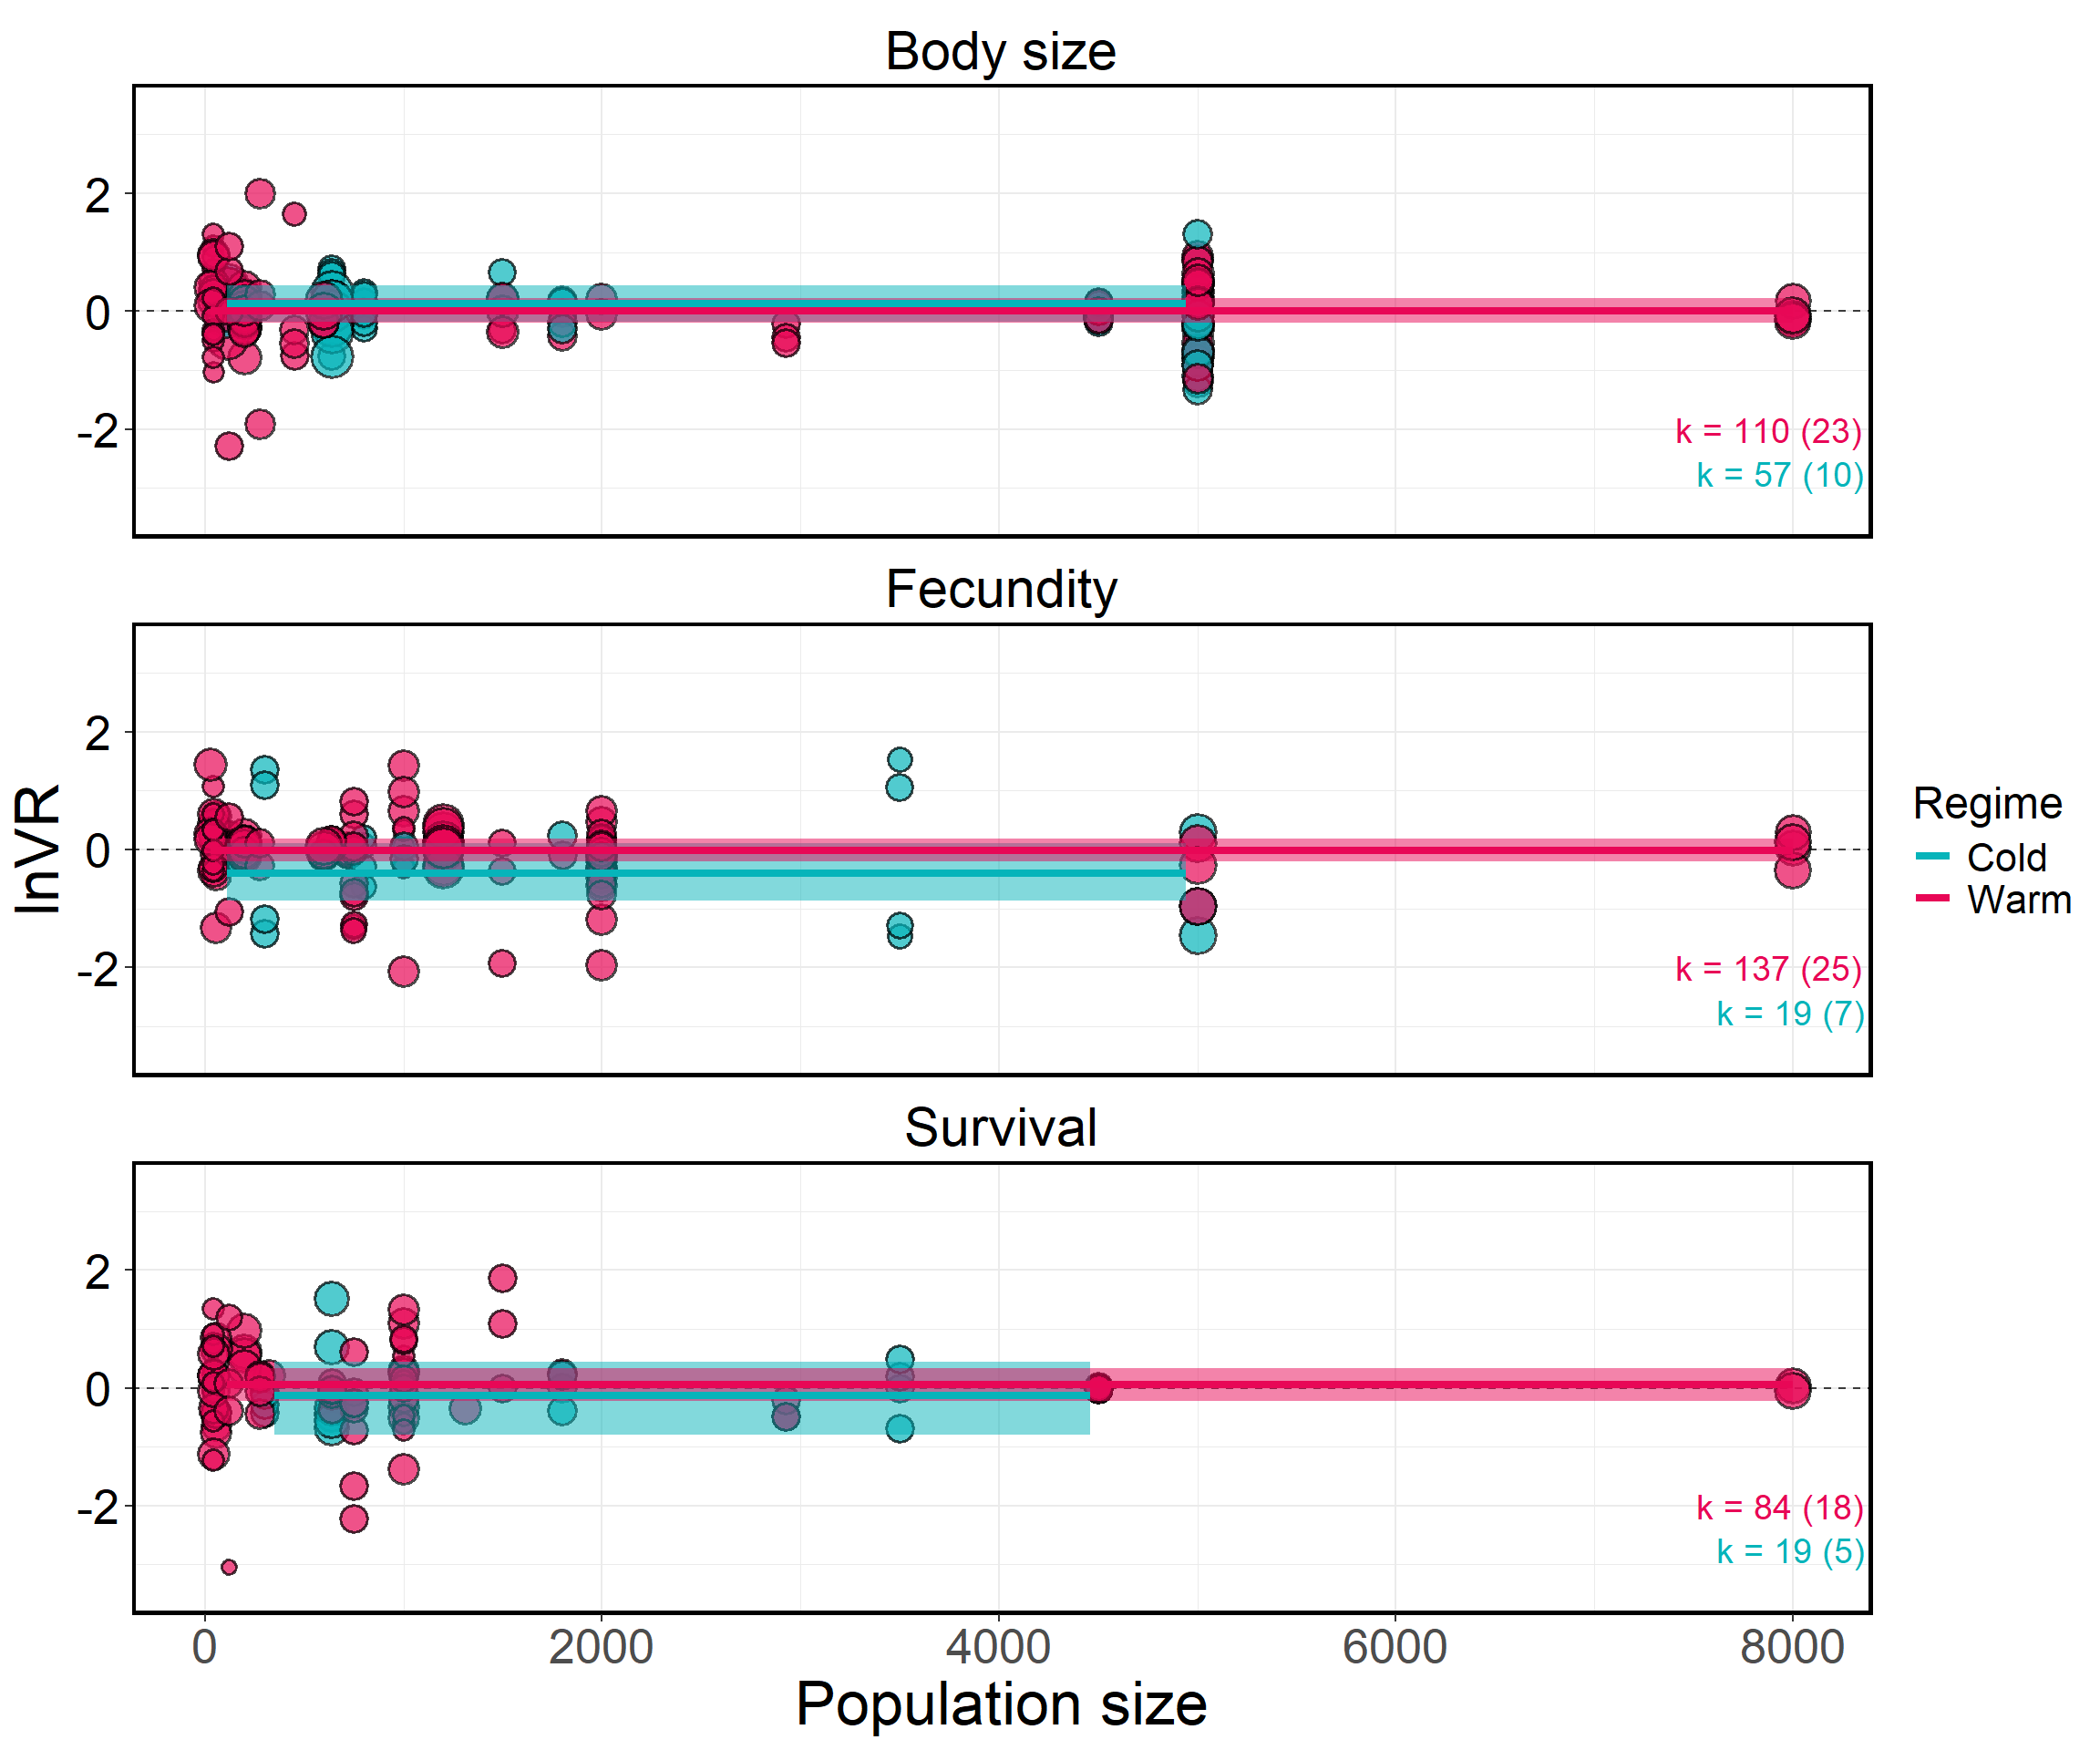 Body size
2
0
-2
k = 110 (23)
k = 57 (10)
Fecundity
2
0
-2
k = 137 (25)
k = 19 (7)
lnVR
Regime
Cold
Warm
Survival
2
0
-2
k = 84 (18)
k = 19 (5)
0 2000 4000 6000 8000
Population size